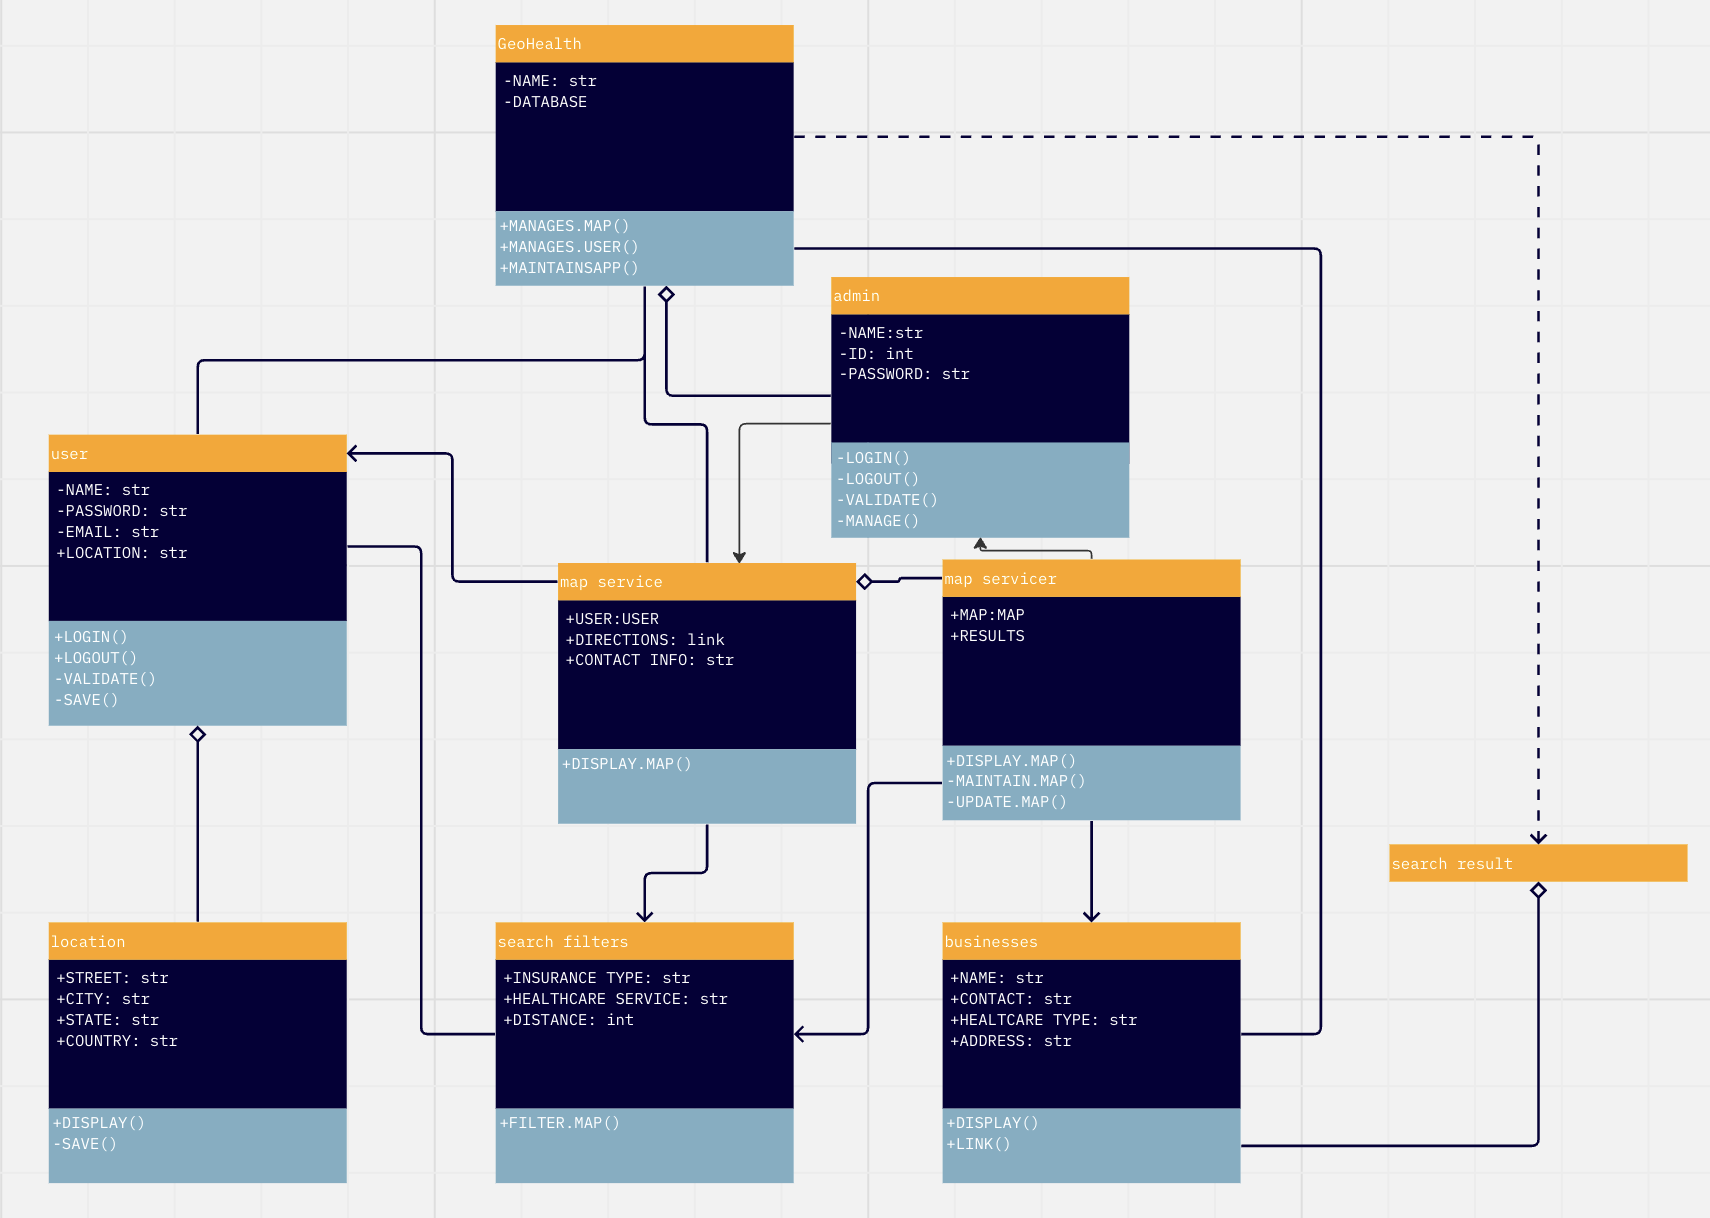 GeoHealth
-NAME: str
-DATABASE
+MANAGES.MAP()
+MANAGES.USER()
+MAINTAINSAPP()
admin
-NAME:str
-ID: int
-PASSWORD: str
-LOGIN()
-LOGOUT()
-VALIDATE()
-MANAGE()
user
-NAME: str
-PASSWORD: str
-EMAIL: str
+LOCATION: str
+LOGIN()
+LOGOUT()
-VALIDATE()
-SAVE()
map service
+USER:USER
+DIRECTIONS: link
+CONTACT INFO: str
+DISPLAY.MAP()
map servicer
+MAP:MAP
+RESULTS
+DISPLAY.MAP()
-MAINTAIN.MAP()
-UPDATE.MAP()
search result
location
+STREET: str
+CITY: str
+STATE: str
+COUNTRY: str
+DISPLAY()
-SAVE()
search filters
+INSURANCE TYPE: str
+HEALTHCARE SERVICE: str
+DISTANCE: int
+FILTER.MAP()
businesses
+NAME: str
+CONTACT: str
+HEALTCARE TYPE: str
+ADDRESS: str
+DISPLAY()
+LINK()